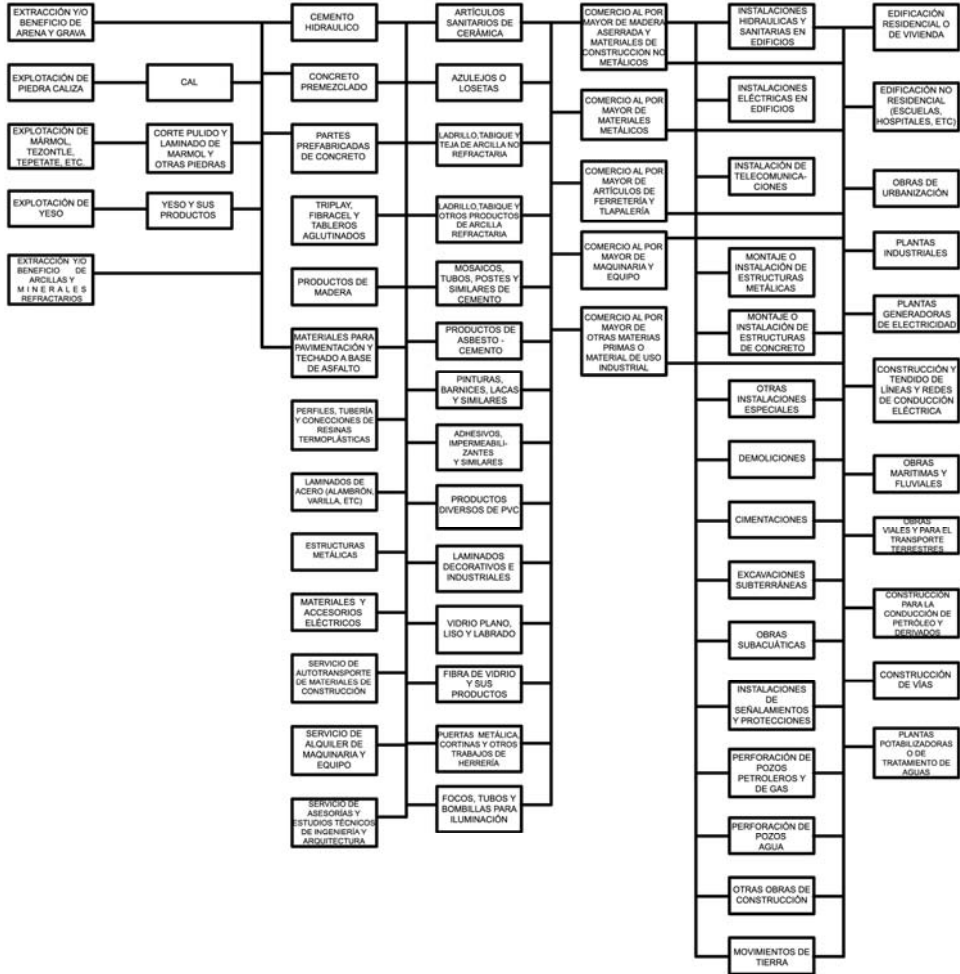 EXTRACCIÓN Y/O
BENEFICIO DE
ARENA Y GRAVA
EXPLOTACIÓN DE
PIEDRA CALIZA
EXPLOTACIÓN DE
MÁRMOL,
TEZONTLE,
TEPETATE, ETC.
EXPLOTACIÓN DE
YESO
EXTRACCIÓN Y/O
BENEFICIO DE
ARCILLAS Y
MINERALES
REFRACTARIOS
CAL
CORTE PULIDO Y
LAMINADO DE
MARMOL Y
OTRAS PIEDRAS
YESO Y SUS
PRODUCTOS
CEMENTO
HIDRAULICO
CONCRETO
PREMEZCLADO
PARTES
PREFABRICADAS
DE CONCRETO
TRIPLAY,
FIBRACEL Y
TABLEROS
AGLUTINADOS
PRODUCTOS
DE MADERA
MATERIALES PARA
PAVIMENTACIÓN Y
TECHADO A BASE
DE ASFALTO
PERFILES, TUBERÍA
Y CONECCIONES DE
RESINAS
TERMOPLÁSTICAS
LAMINADOS DE
ACERO (ALAMBRÓN,
VARILLA, ETC)
ESTRUCTURAS
METÁLICAS
MATERIALES Y
ACCESORIOS
ELÉCTRICOS
SERVICIO DE
AUTOTRANSPORTE
DE MATERIALES DE
CONSTRUCCIÓN
SERVICIO DE
ALQUILER DE
MAQUINARIA Y
EQUIPO
SERVICIO DE
ASESORÍAS Y
ESTUDIOS TÉCNICOS
DE INGENIERÍA Y
ARQUITECTURA
ARTÍCULOS
SANITARIOS DE
CERÁMICA
AZULEJOS O
LOSETAS
LADRILLO,TABIQUE Y
TEJA DE ARCILLA NO
REFRACTARIA
LADRILLO,TABIQUE Y
OTROS PRODUCTOS
DE ARCILLA
REFRACTARIA
MOSAICOS,
TUBOS, POSTES Y
SIMILARES DE
CEMENTO
PRODUCTOS DE
ASBESTO -
CEMENTO
PINTURAS,
BARNICES, LACAS
Y SIMILARES
ADHESIVOS,
IMPERMEABILI-
ZANTES
Y SIMILARES
PRODUCTOS
DIVERSOS DE PVC
LAMINADOS
DECORATIVOS E
INDUSTRIALES
VIDRIO PLANO,
LISO Y LABRADO
FIBRA DE VIDRIO
Y SUS
PRODUCTOS
PUERTAS METÁLICA,
CORTINAS Y OTROS
TRABAJOS DE
HERRERÍA
FOCOS, TUBOS Y
BOMBILLAS PARA
ILUMINACIÓN
COMERCIO AL POR
MAYOR DE MADERA
ASERRADA Y
MATERIALES DE
CONSTRUCCIÓN NO
METÁLICOS
COMERCIO AL POR
MAYOR DE
MATERIALES
METÁLICOS
COMERCIO AL POR
MAYOR DE
ARTÍCULOS DE
FERRETERÍA Y
TLAPALERÍA
COMERCIO AL POR
MAYOR DE
MAQUINARIA Y
EQUIPO
COMERCIO AL POR
MAYOR DE
OTRAS MATERIAS
PRIMAS O
MATERIAL DE USO
INDUSTRIAL
INSTALACIONES
HIDRAULICAS Y
SANITARIAS EN
EDIFICIOS
INSTALACIONES
ELÉCTRICAS EN
EDIFICIOS
INSTALACIÓN DE
TELECOMUNICA-
CIONES
MONTAJE O
INSTALACIÓN DE
ESTRUCTURAS
METÁLICAS
MONTAJE O
INSTALACIÓN DE
ESTRUCTURAS
DE CONCRETO
OTRAS
INSTALACIONES
ESPECIALES
DEMOLICIONES
CIMENTACIONES
EXCAVACIONES
SUBTERRÂNEAS
OBRAS
SUBACUÁTICAS
INSTALACIONES
DE
SEÑALAMIENTOS
Y PROTECCIONES
PERFORACIÓN DE
POZOS
PETROLEROS Y
DE GAS
PERFORACIÓN DE
POZOS
AGUA
OTRAS OBRAS DE
CONSTRUCCIÓN
MOVIMIENTOS DE
TIERRA
EDIFICACIÓN
RESIDENCIAL O
DE VIVIENDA
EDIFICACIÓN NO
RESIDENCIAL
(ESCUELAS,
HOSPITALES, ETC)
OBRAS DE
URBANIZACIÓN
PLANTAS
INDUSTRIALES
PLANTAS
GENERADORAS
DE ELECTRICIDAD
CONSTRUCCIÓN Y
TENDIDO DE
LÍNEAS Y REDES
DE CONDUCCIÓN
ELÉCTRICA
OBRAS
MARITIMAS Y
FLUVIALES
OBRAS
VIALES Y PARA EL
TRANSPORTE
TERRESTRES
CONSTRUCCIÓN
PARA LA
CONDUCCIÓN DE
PETRÓLEO Y
DERIVADOS
CONSTRUCCIÓN
DE VÍAS
PLANTAS
POTABILIZADORAS
O DE
TRATAMIENTO DE
AGUAS